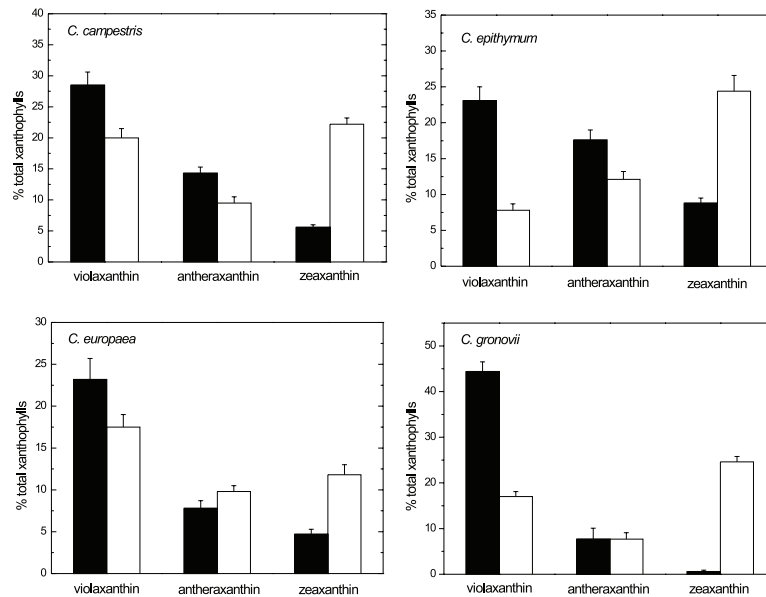 C. campestris
% total xanthophylls
40
35
30
25
20
15
10
5
0
violaxanthin antheraxanthin zeaxanthin
C. epithymum
% total xanthophylls
35
30
25
20
15
10
5
0
violaxanthin antheraxanthin zeaxanthin
C. europaea
% total xanthophylls
30
25
20
15
10
5
0
violaxanthin antheraxanthin zeaxanthin
C. gronovii
% total xanthophylls
50
40
30
20
10
0
violaxanthin antheraxanthin zeaxanthin